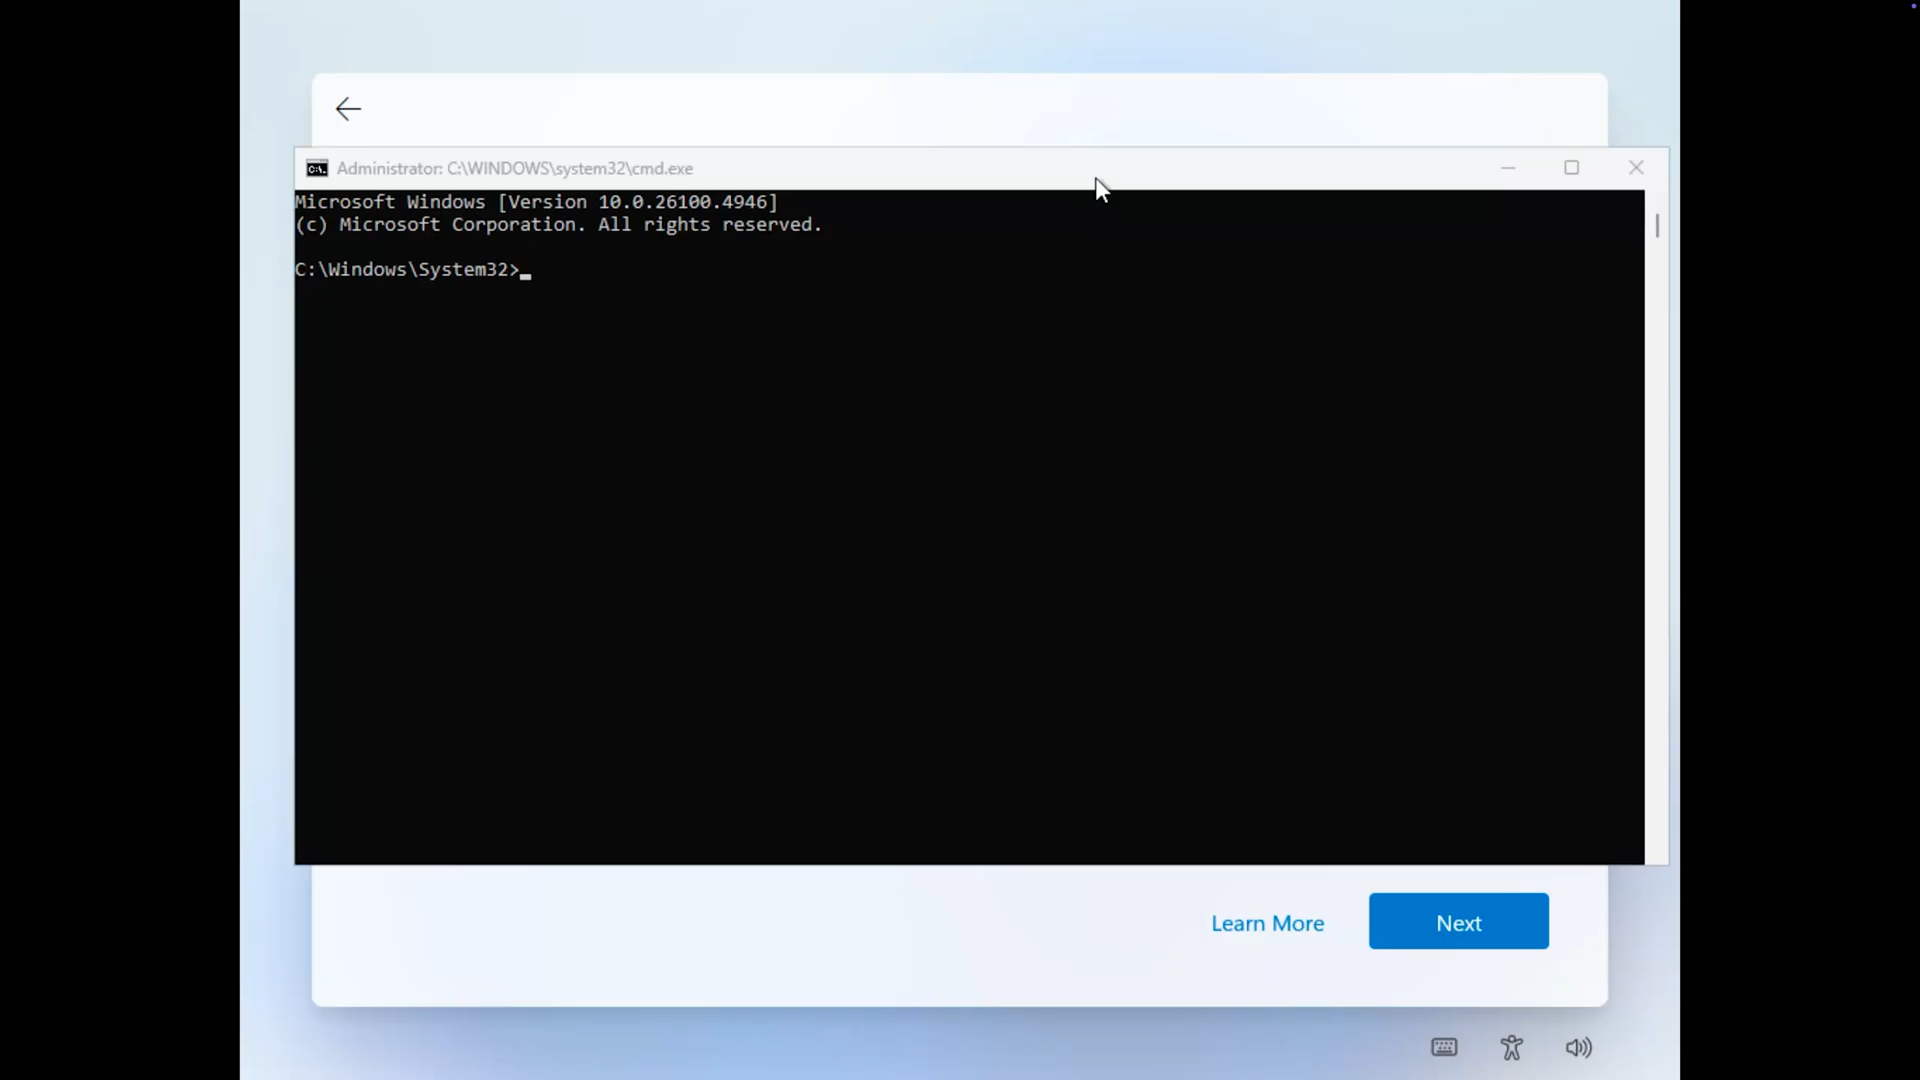 Administrator: C:\WINDOWS\system32\cmd.exe
Microsoft Windows [Version 10.0.26100.4946]
(c) Microsoft Corporation. All rights reserved.
C:\Windows\System32>
Learn More
Next